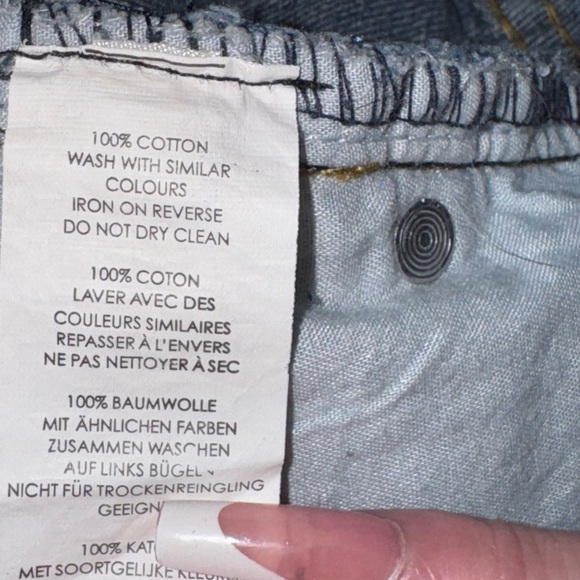 100% COTTON
WASH WITH SIMILAR
COLOURS
IRON ON REVERSE
DO NOT DRY CLEAN
100% COTON
LAVER AVEC DES
COULEURS SIMILAIRES
REPASSER À L'ENVERS
NE PAS NETTOYER À SEC
100% BAUMWOLLE
MIT ÄHNLICHEN FARBEN
ZUSAMMEN WASCHEN
AUF LINKS
NICHT FÜR TROCKENREINGLING
100%
MET SOORTGELIJKE